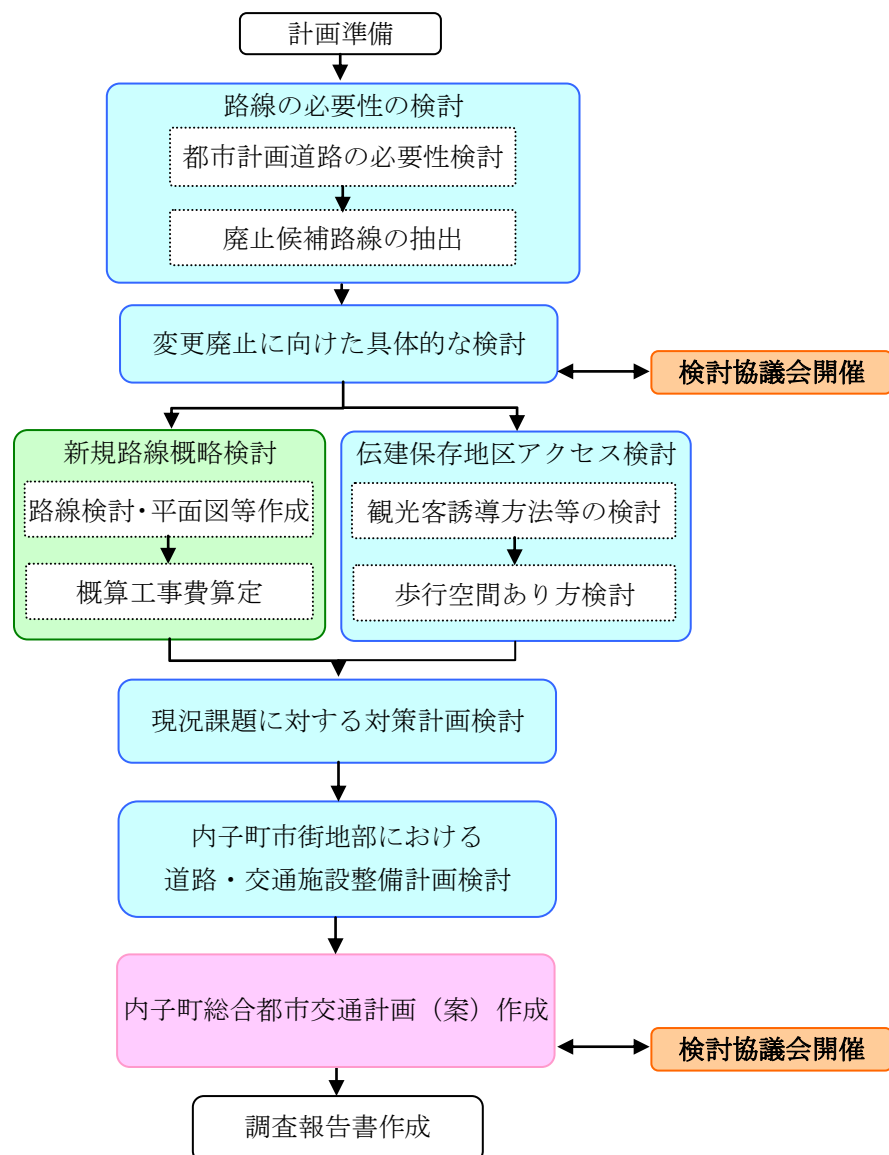 計画準備
路線の必要性の検討
都市計画道路の必要性検討
廃止候補路線の抽出
変更廃止に向けた具体的な検討
検討協議会開催
新規路線概略検討
路線検討・平面図等作成
概算工事費算定
伝建保存地区アクセス検討
観光客誘導方法等の検討
歩行空間あり方検討
現況課題に対する対策計画検討
内子町市街地部における
道路・交通施設整備計画検討
内子町総合都市交通計画（案）作成
検討協議会開催
調査報告書作成